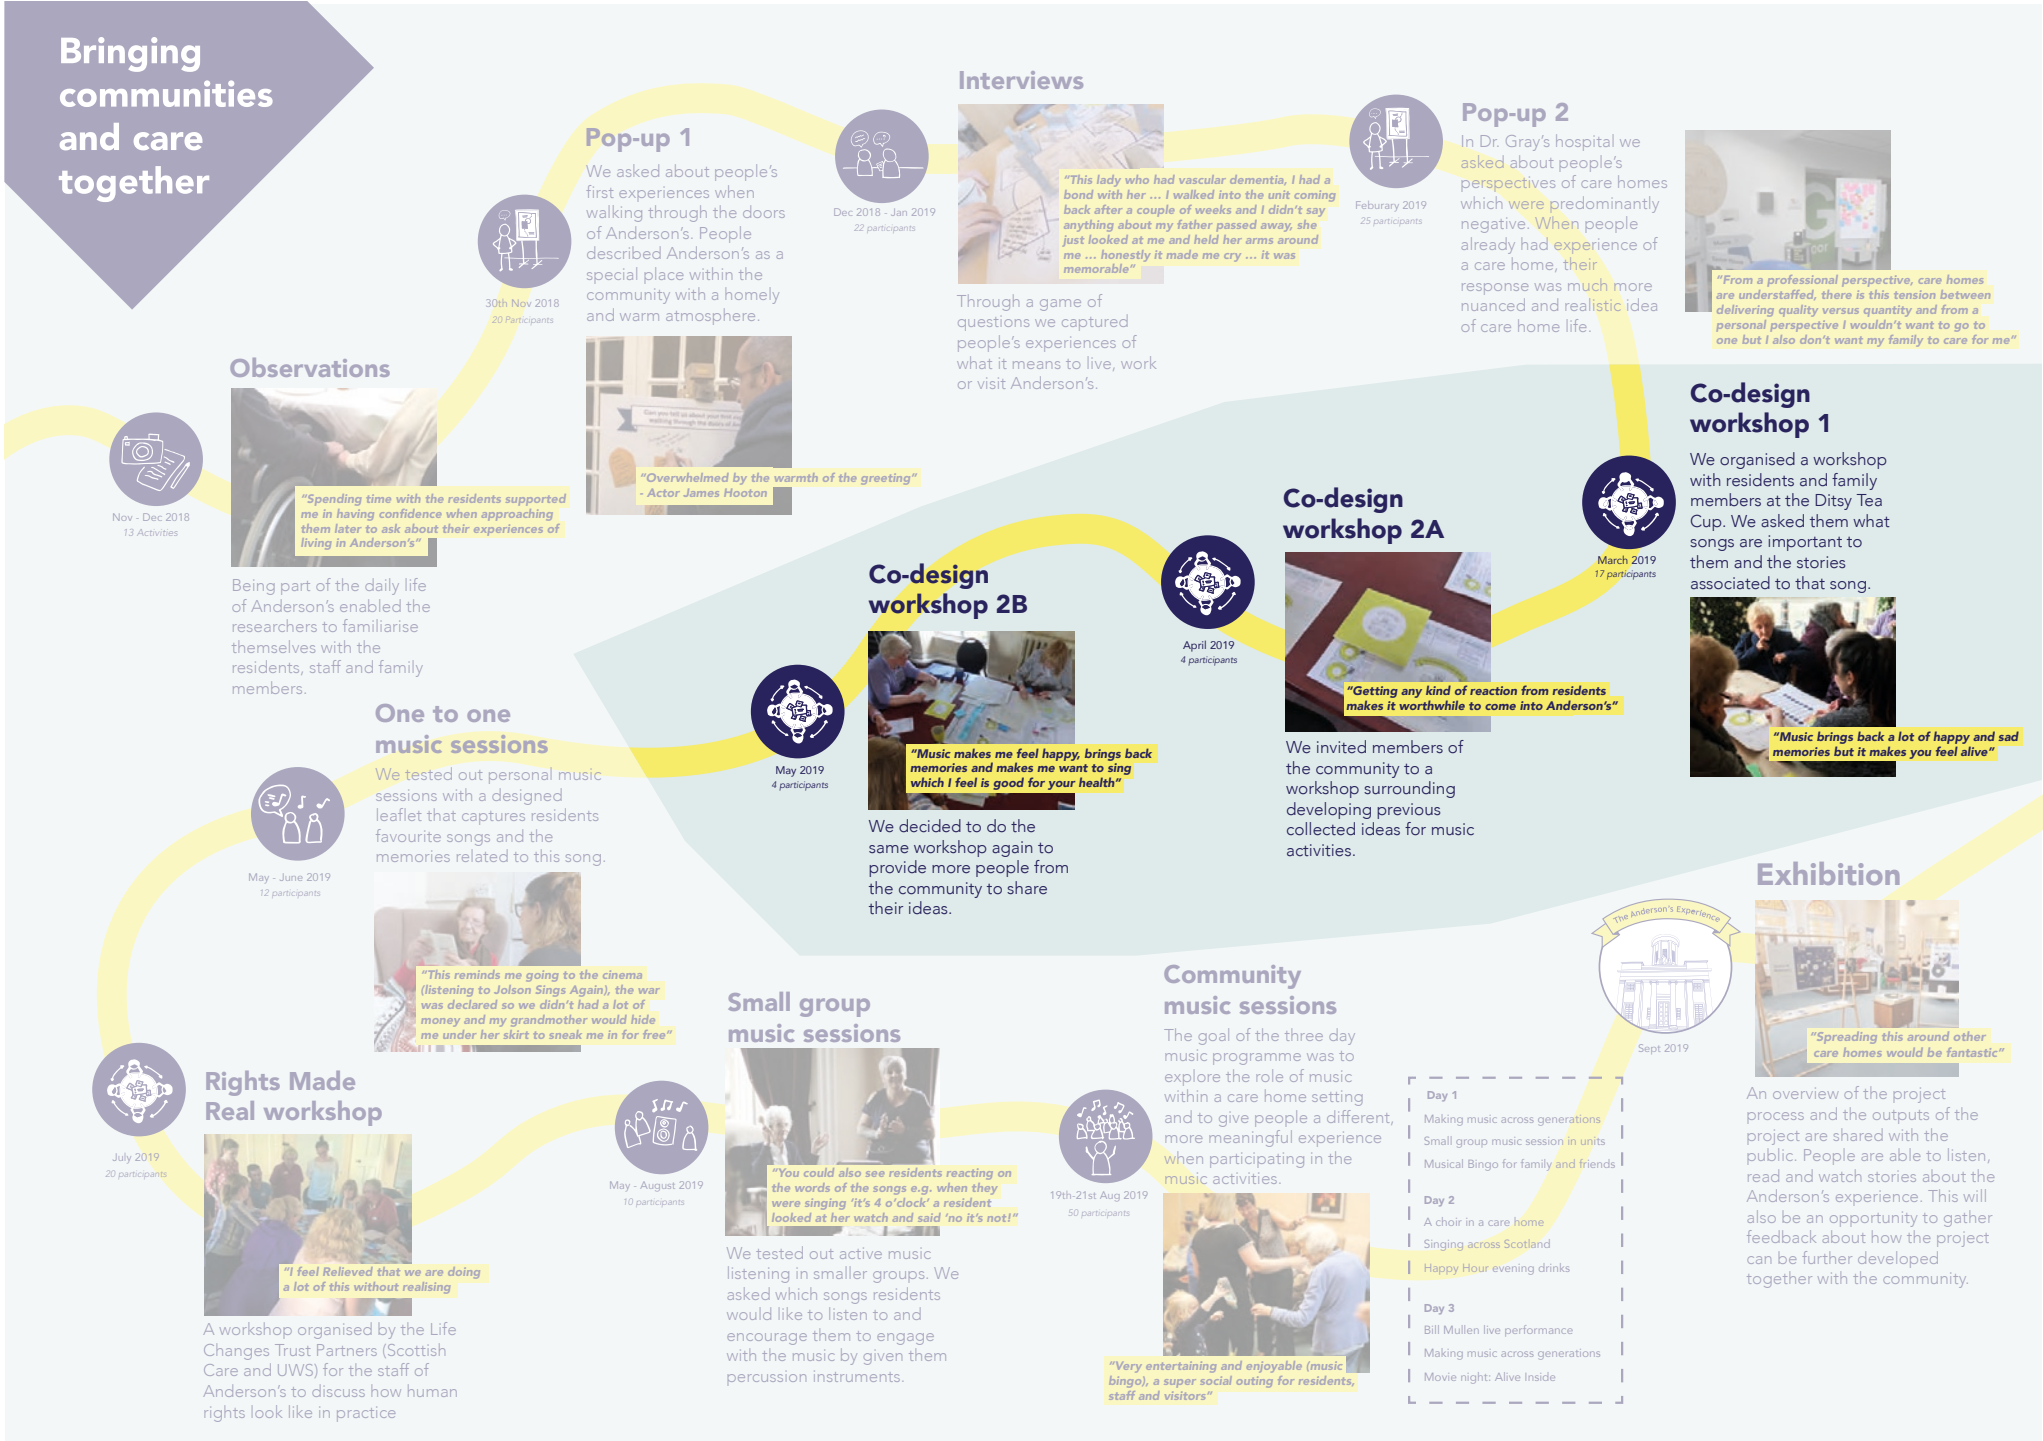 Bringing
communities
and care
together
Observations
Nov - Dec 2018
13 Activities
"Spending time with the residents supported
me in having confidence when approaching
them later to ask about their experiences of
living in Anderson's"
Being part of the daily life
of Anderson's enabled the
researchers to familiarise
themselves with the
residents, staff and family
members.
Pop-up 1
30th Nov 2018
20 Participants
We asked about people's
first experiences when
walking through the doors
of Anderson's. People
described Anderson's as a
special place within the
community with a homely
and warm atmosphere.
"Overwhelmed by the warmth of the greeting"
- Actor James Hooton
Interviews
Dec 2018 - Jan 2019
22 participants
"This lady who had vascular dementia, I had a
bond with her ... I walked into the unit coming
back after a couple of weeks and I didn't say
anything about my father passed away, she
just looked at me and held her arms around
me ... honestly it made me cry ... it was
memorable"
Through a game of
questions we captured
people's experiences of
what it means to live, work
or visit Anderson's.
Pop-up 2
Feburary 2019
25 participants
In Dr. Gray's hospital we
asked about people's
perspectives of care homes
which were predominantly
negative. When people
already had experience of
a care home, their
response was much more
nuanced and realistic idea
of care home life.
"From a professional perspective, care homes
are understaffed, there is this tension between
delivering quality versus quantity and from a
personal perspective I wouldn't want to go to
one but I also don't want my family to care for me"
Co-design
workshop 1
March 2019
17 participants
We organised a workshop
with residents and family
members at the Ditsy Tea
Cup. We asked them what
songs are important to
them and the stories
associated to that song.
"Music brings back a lot of happy and sad
memories but it makes you feel alive"
Co-design
workshop 2A
April 2019
4 participants
"Getting any kind of reaction from residents
makes it worthwhile to come into Anderson's"
We invited members of
the community to a
workshop surrounding
developing previous
collected ideas for music
activities.
Co-design
workshop 2B
May 2019
4 participants
"Music makes me feel happy, brings back
memories and makes me want to sing
which I feel is good for your health"
We decided to do the
same workshop again to
provide more people from
the community to share
their ideas.
One to one
music sessions
May - June 2019
12 participants
We tested out personal music
sessions with a designed
leaflet that captures residents
favourite songs and the
memories related to this song.
"This reminds me going to the cinema
(listening to Jolson Sings Again), the war
was declared so we didn't had a lot of
money and my grandmother would hide
me under her skirt to sneak me in for free"
Rights Made
Real workshop
July 2019
20 participants
"I feel Relieved that we are doing
a lot of this without realising
A workshop organised by the Life
Changes Trust Partners (Scottish
Care and UWS) for the staff of
Anderson's to discuss how human
rights look like in practice
Small group
music sessions
May - August 2019
10 participants
"You could also see residents reacting on
the words of the songs e.g. when they
were singing 'it's 4 o'clock' a resident
looked at her watch and said 'no it's not!"
We tested out active music
listening in smaller groups. We
asked which songs residents
would like to listen to and
encourage them to engage
with the music by given them
percussion instruments.
Community
music sessions
19th-21st Aug 2019
50 participants
The goal of the three day
music programme was to
explore the role of music
within a care home setting
and to give people a different,
more meaningful experience
when participating in the
music activities.
"Very entertaining and enjoyable (music
bingo), a super social outing for residents,
staff and visitors"
Day 1
Making music across generations
Small group music session in units
Musical Bingo for family and friends
Day 2
A choir in a care home
Singing across Scotland
Happy Hour evening drinks
Day 3
Bill Mullen live performance
Making music across generations
Movie night: Alive Inside
The Anderson's Experience
Sept 2019
Exhibition
"Spreading this around other
care homes would be fantastic"
An overview of the project
process and the outputs of the
project are shared with the
public. People are able to listen,
read and watch stories about the
Anderson's experience. This will
also be an opportunity to gather
feedback about how the project
can be further developed
together with the community.